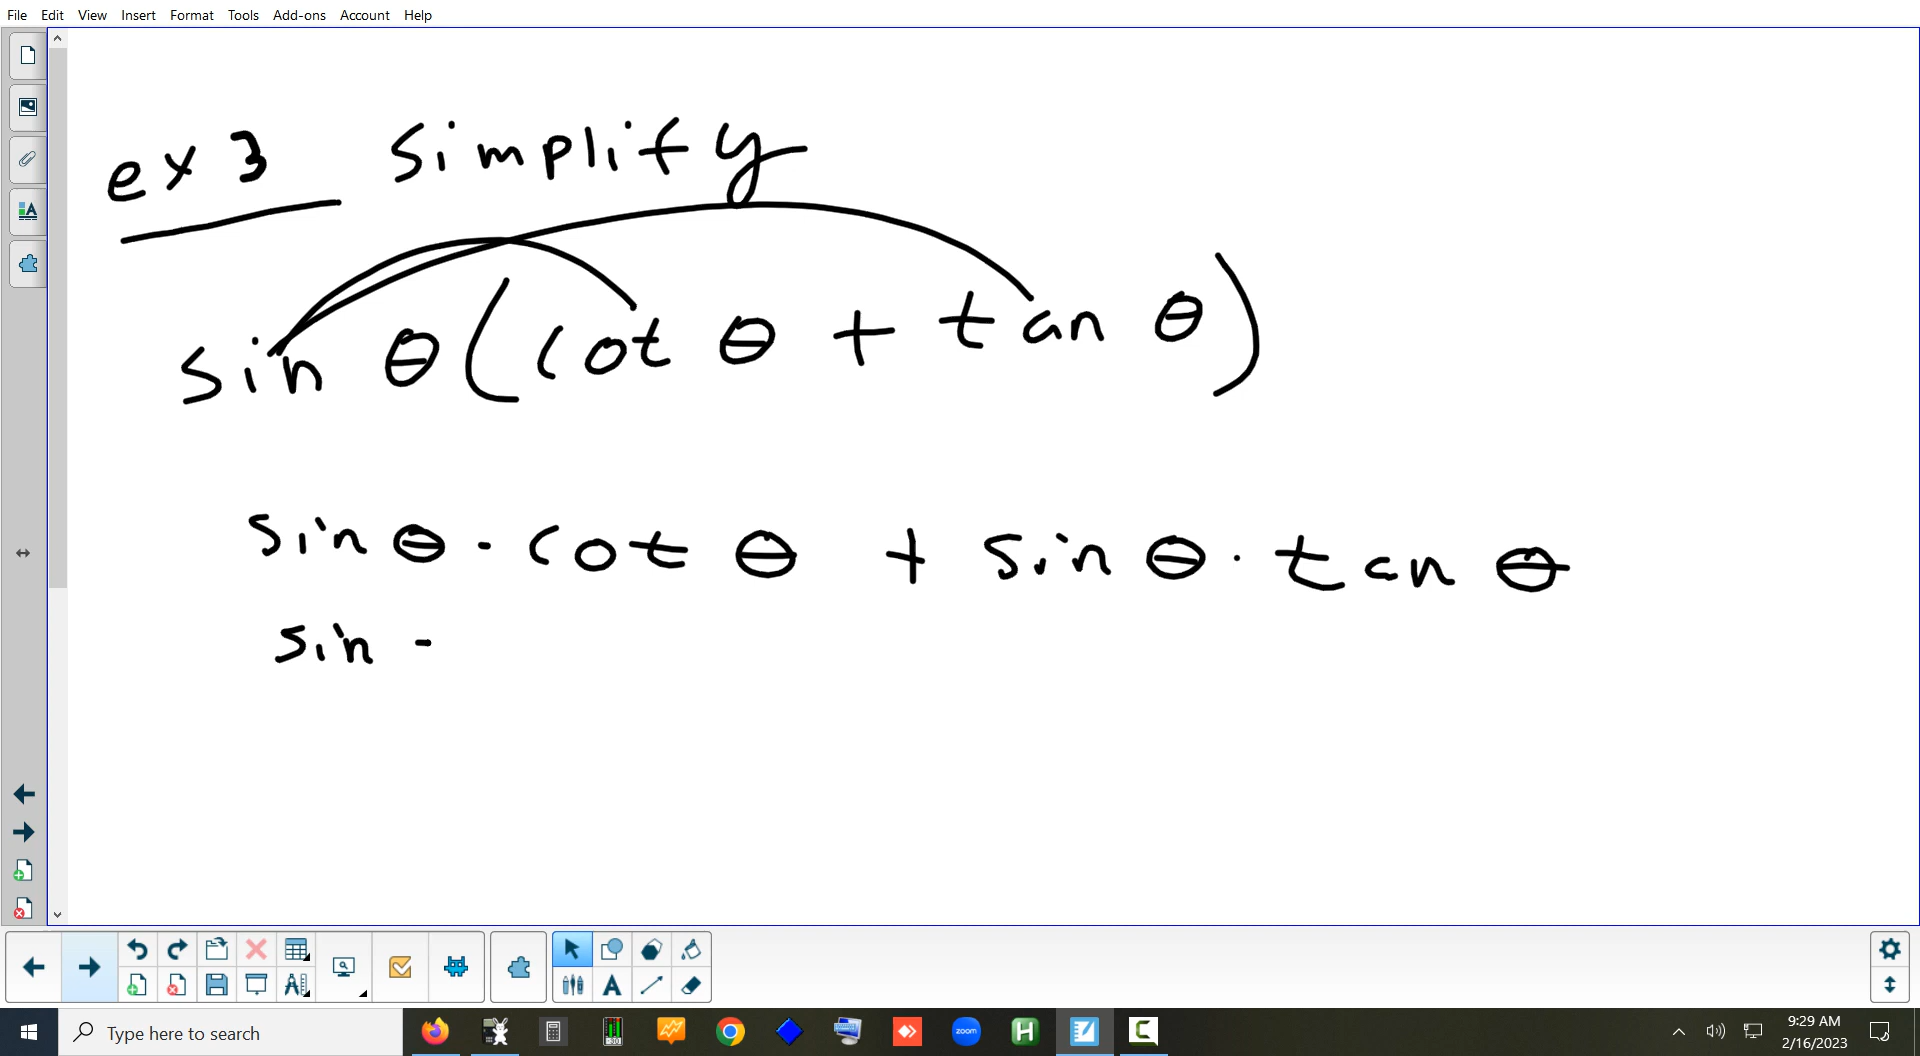 File Edit View Insert Format Tools Add-ons Account Help
ex 3 simplify
sin θ(cot θ + tan θ)
sin θ · cot θ + sin θ · tan θ
sin -
Type here to search
zoom
H
C
9:29 AM
2/16/2023